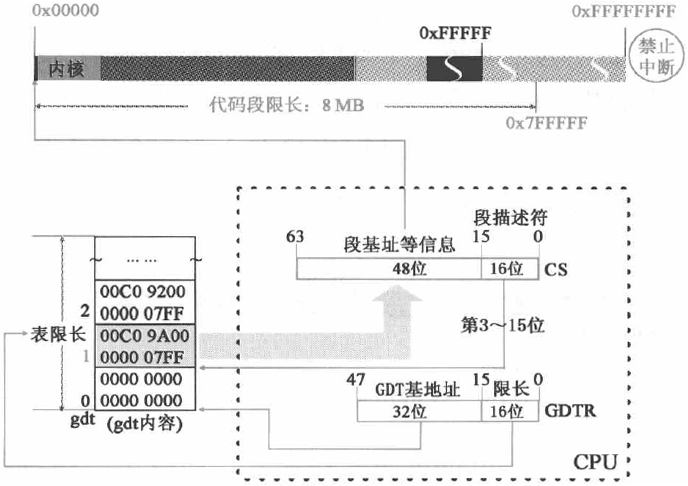 0x00000
0xFFFFF
0xFFFFFFFF
内核
禁止
中断
代码段限长：8 MB
0x7FFFFF
段描述符
63
段基址等信息
15
0
48位
16位
CS
第3～15位
47
GDT基地址
15
限长
0
32位
16位
GDTR
CPU
… …
00C0 9200
2
0000 07FF
表限长
00C0 9A00
1
0000 07FF
0000 0000
0
0000 0000
gdt
(gdt内容)